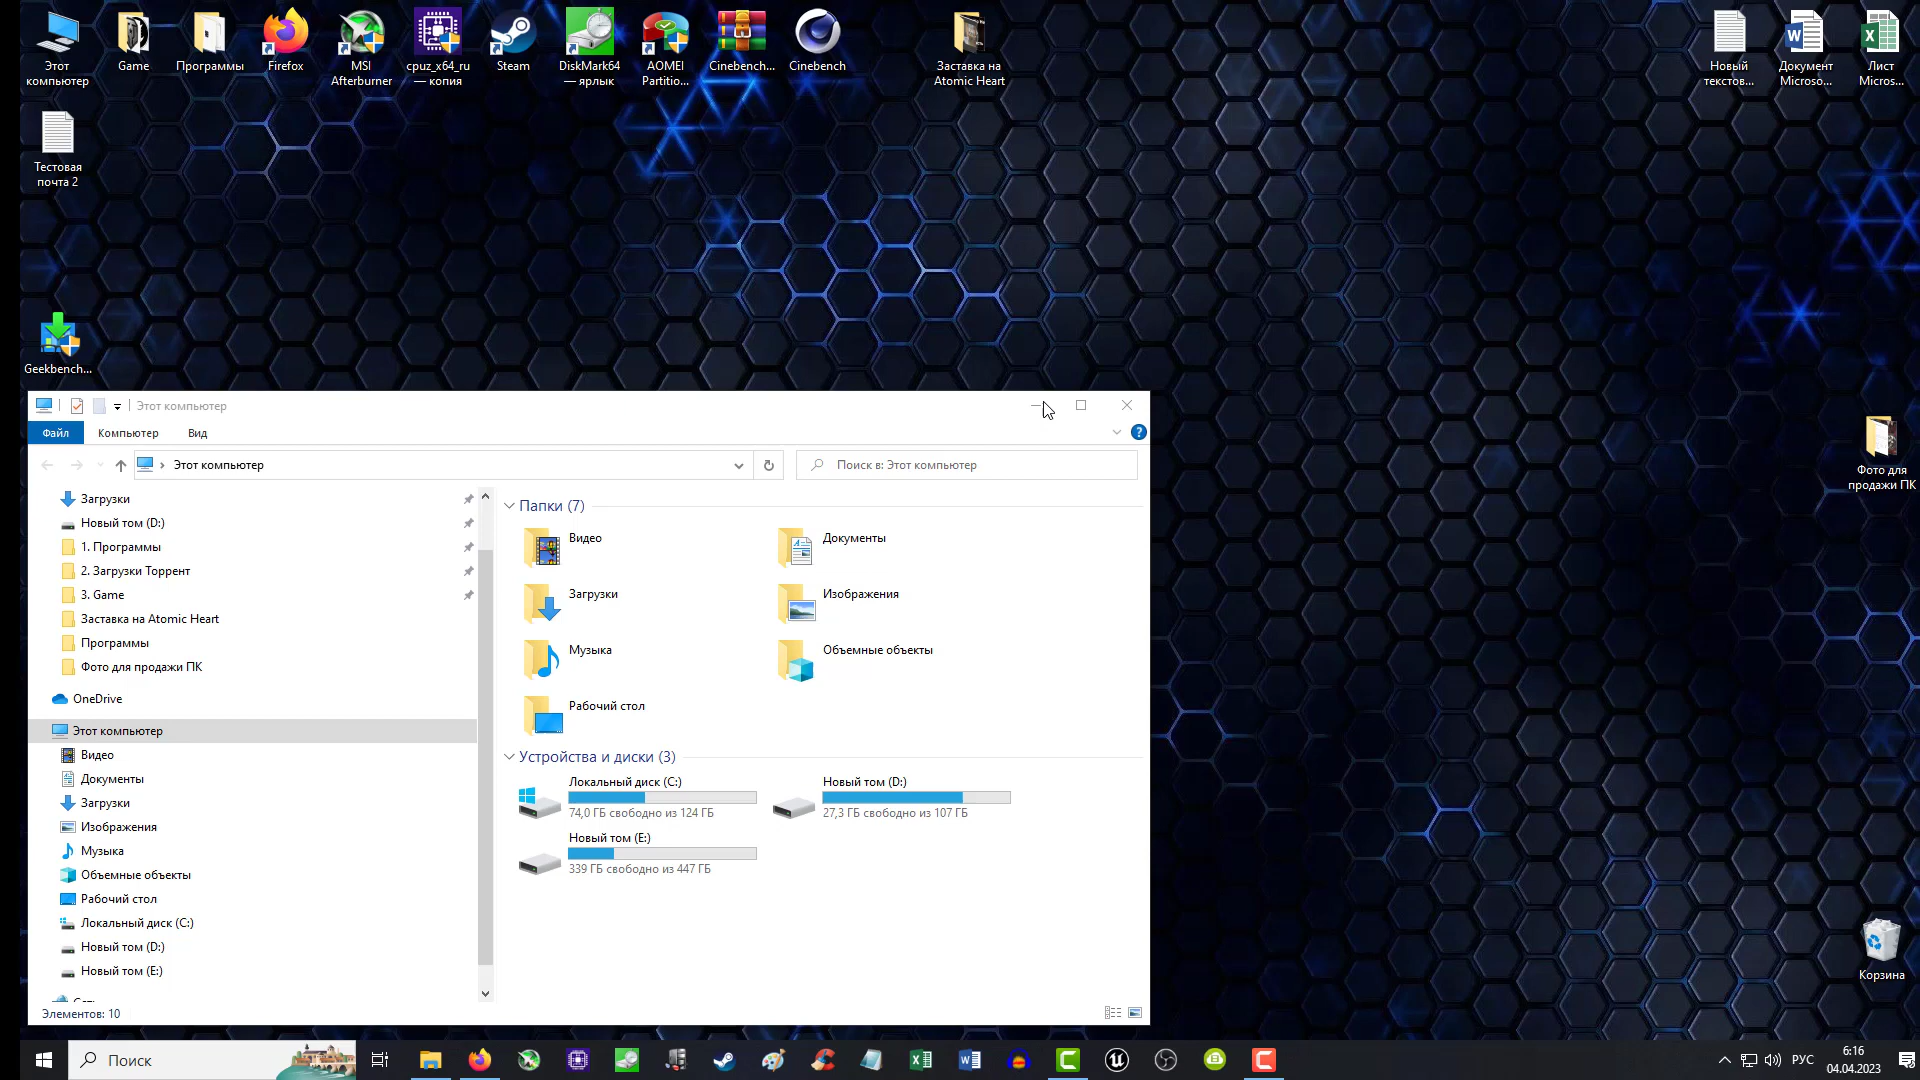 Этот
компьютер
Game
Программы
Firefox
MSI
Afterburner
cpuz_x64_ru
— копия
Steam
DiskMark64
— ярлык
AOMEI
Partitio...
Cinebench...
Cinebench
Заставка на
Atomic Heart
Новый
текстов...
Документ
Microso...
Лист
Micros...
Тестовая
почта 2
Geekbench...
Этот компьютер
Файл
Компьютер
Вид
Этот компьютер
Поиск в: Этот компьютер
Загрузки
Новый том (D:)
1. Программы
2. Загрузки Торрент
3. Game
Заставка на Atomic Heart
Программы
Фото для продажи ПК
OneDrive
Этот компьютер
Видео
Документы
Загрузки
Изображения
Музыка
Объемные объекты
Рабочий стол
Локальный диск (C:)
Новый том (D:)
Новый том (E:)
Папки (7)
Видео
Документы
Загрузки
Изображения
Музыка
Объемные объекты
Рабочий стол
Устройства и диски (3)
Локальный диск (C:)
74,0 ГБ свободно из 124 ГБ
Новый том (D:)
27,3 ГБ свободно из 107 ГБ
Новый том (E:)
339 ГБ свободно из 447 ГБ
Элементов: 10
Фото для
продажи ПК
Корзина
Поиск
РУС
6:16
04.04.2023